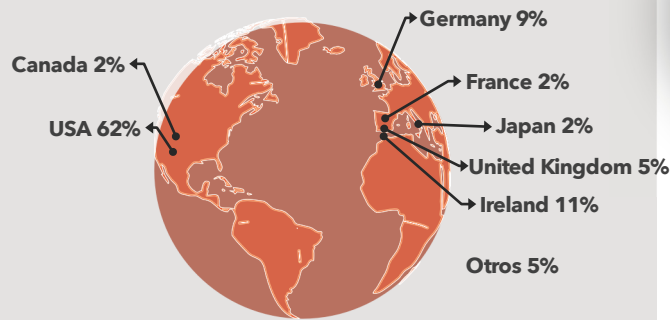 Germany 9%
Canada 2%
France 2%
USA 62%
Japan 2%
United Kingdom 5%
Ireland 11%
Otros 5%